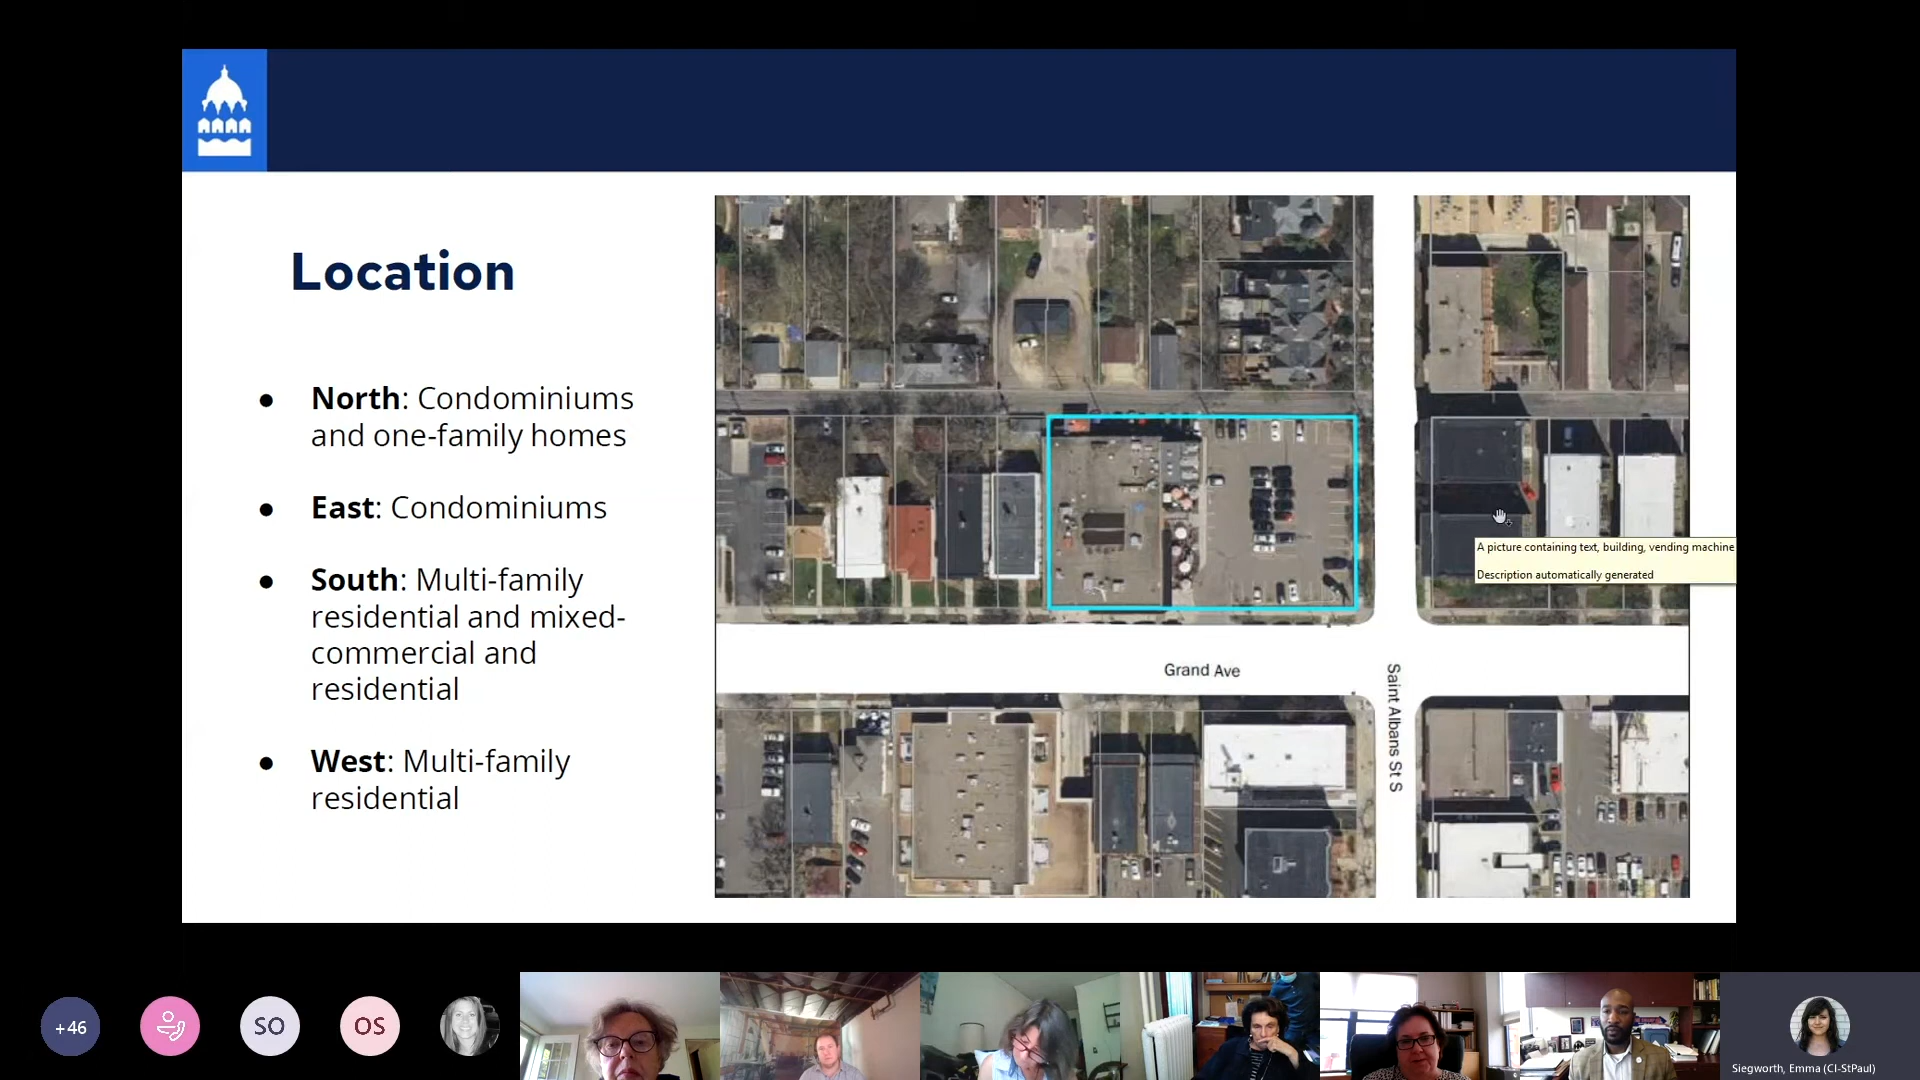 Location
● North: Condominiums
and one-family homes
● East: Condominiums
● South: Multi-family
residential and mixed-
commercial and
residential
● West: Multi-family
residential
Grand Ave
Saint Albans St S
A picture containing text, building, vending machine
Description automatically generated
+46
SO
OS
Siegworth, Emma (CI-StPaul)